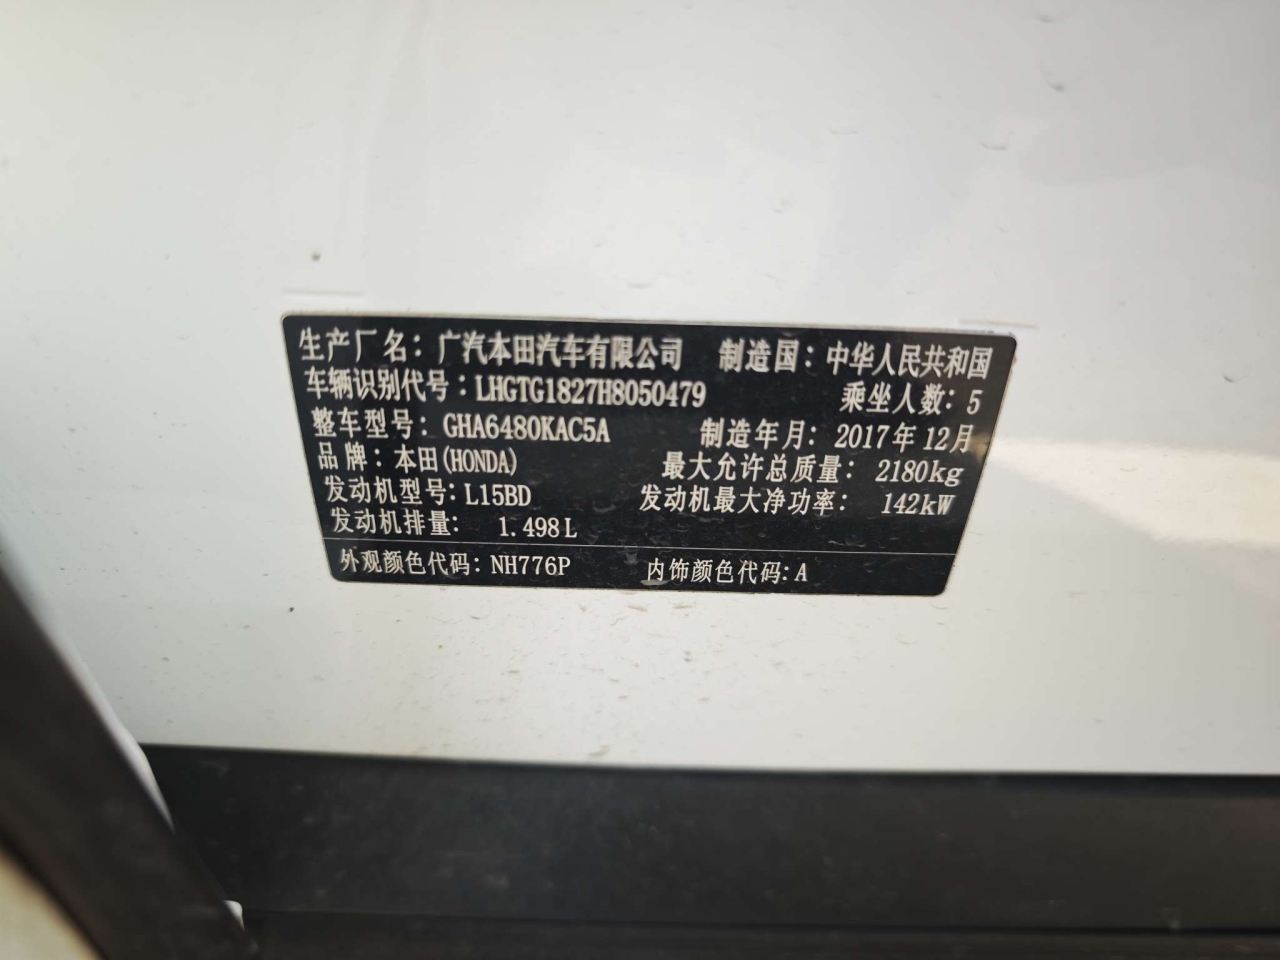 生产厂名：广汽本田汽车有限公司 制造国：中华人民共和国
车辆识别代号：LHGTG1827H8050479 乘坐人数：5
整车型号：GHA6480KAC5A 制造年月：2017年12月
品牌：本田(HONDA) 最大允许总质量：2180kg
发动机型号：L15BD 发动机最大净功率：142kW
发动机排量：1.498L
外观颜色代码：NH776P 内饰颜色代码：A